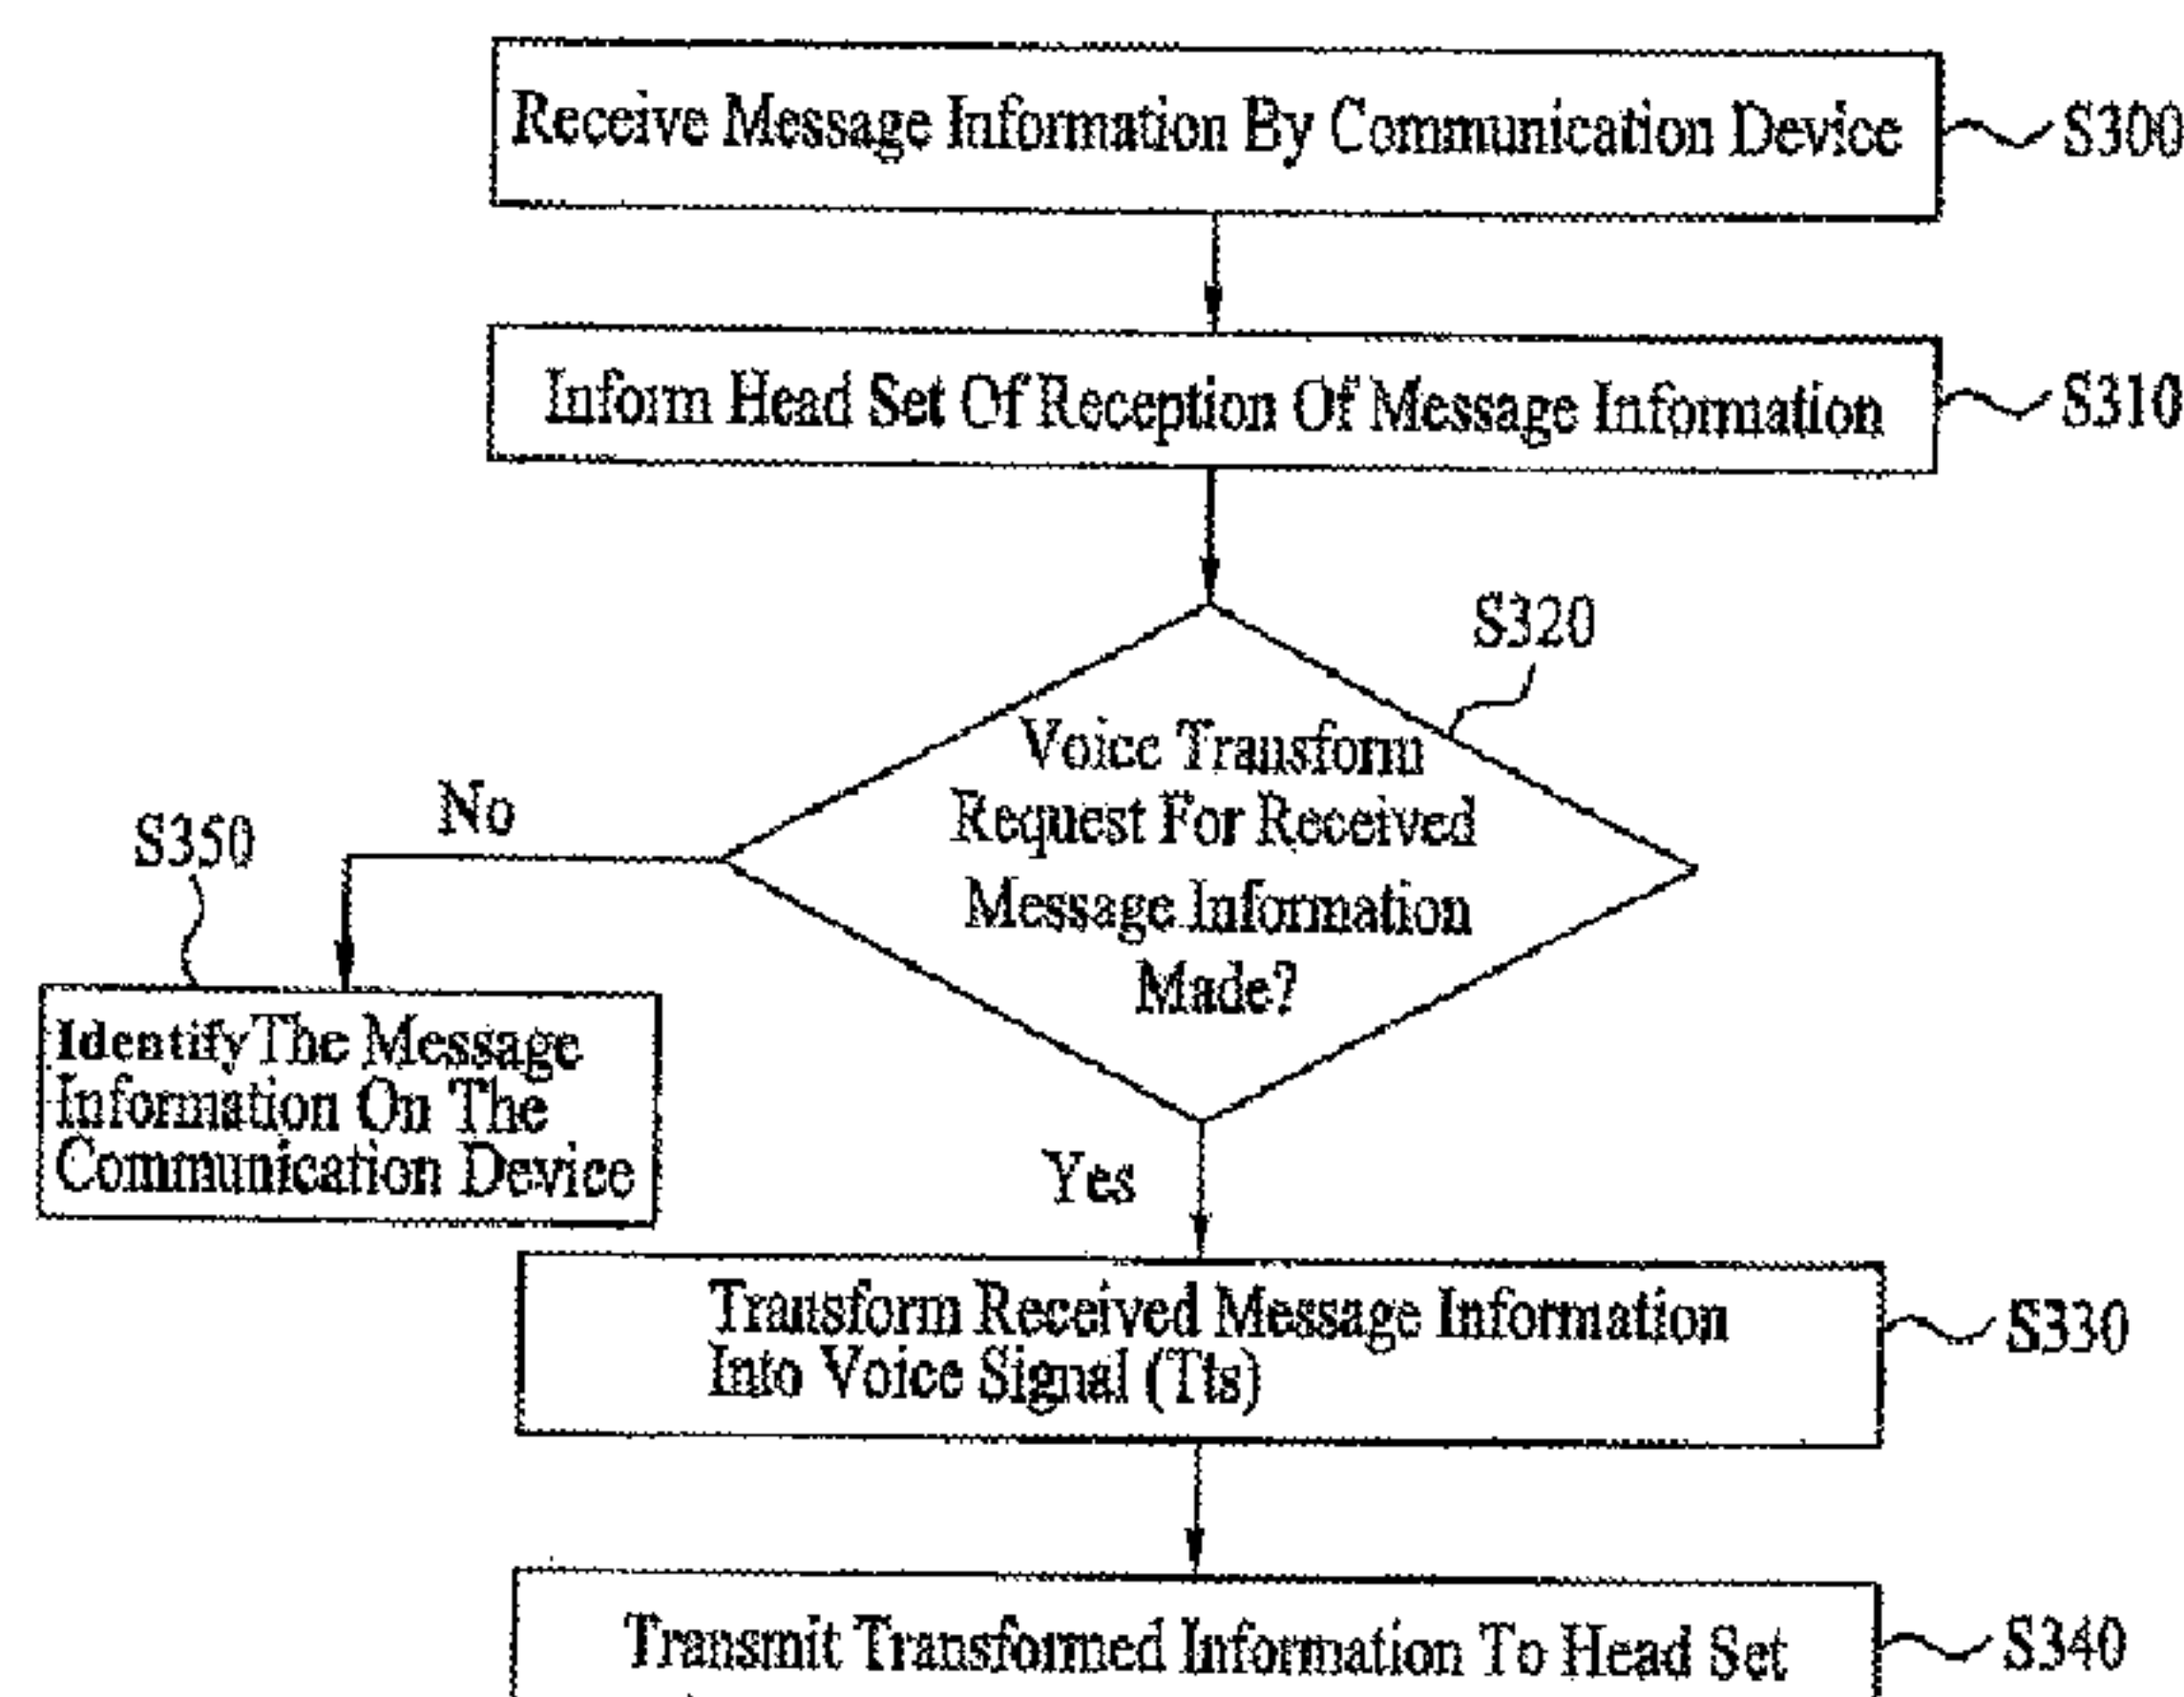 Receive Message Information By Communication Device
S300
Inform Head Set Of Reception Of Message Information
S310
S320
Voice Transform
Request For Received
Message Information
Made?
No
S350
Identify The Message
Information On The
Communication Device
Yes
Transform Received Message Information
Into Voice Signal (Tts)
S330
Transmit Transformed Information To Head Set
S340